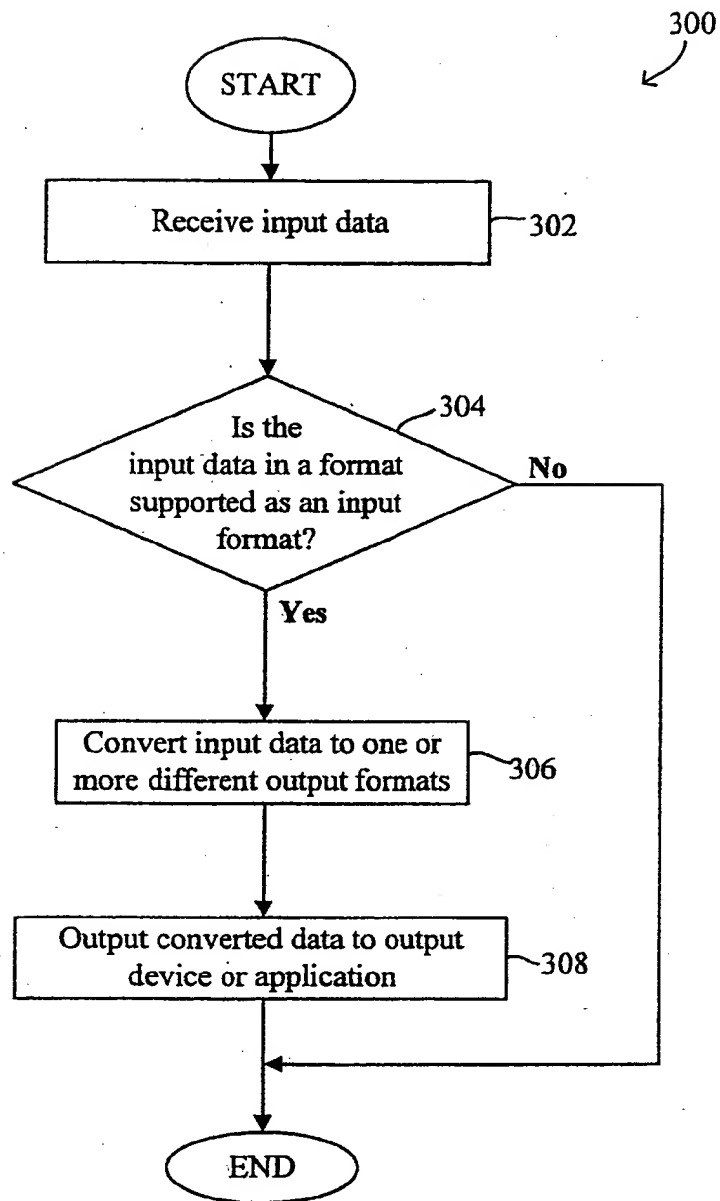 300
START
Receive input data
302
304
Is the
input data in a format
supported as an input
format?
No
Yes
Convert input data to one or
more different output formats
306
Output converted data to output
device or application
308
END